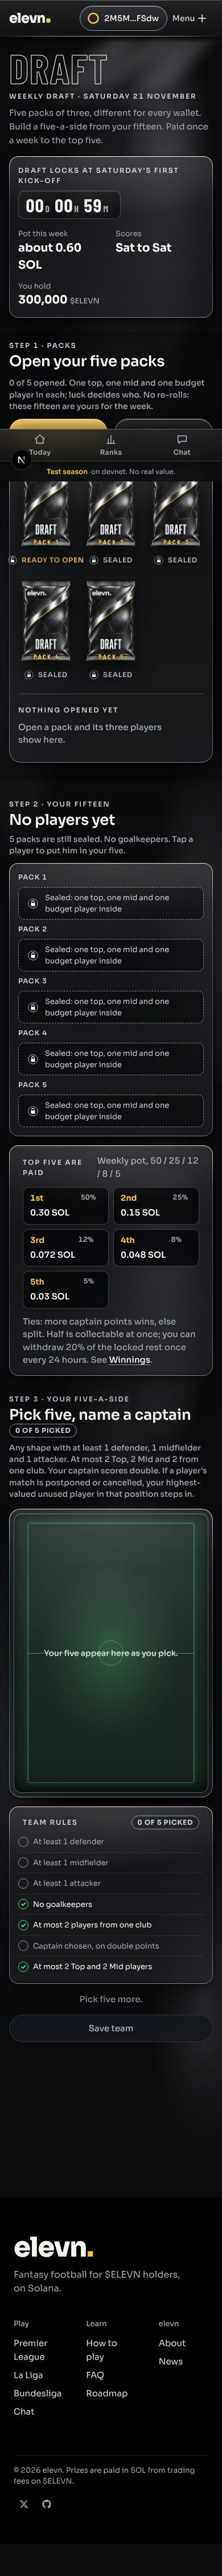 elevn.
2M5M...FSdw
Menu
DRAFT
WEEKLY DRAFT · SATURDAY 21 NOVEMBER
Five packs of three, different for every wallet.
Build a five-a-side from your fifteen. Paid once
a week to the top five.
DRAFT LOCKS AT SATURDAY'S FIRST
KICK-OFF
00D 00H 59M
Pot this week
about 0.60
SOL
Scores
Sat to Sat
You hold
300,000 $ELEVN
STEP 1 · PACKS
Open your five packs
0 of 5 opened. One top, one mid and one budget
player in each; luck decides who. No re-rolls:
these fifteen are yours for the week.
Today
Ranks
Chat
N
Test season on devnet. No real value.
DRAFT
PACK 1
DRAFT
PACK 2
DRAFT
PACK 3
READY TO OPEN
SEALED
SEALED
elevn.
DRAFT
PACK 4
elevn.
DRAFT
PACK 5
SEALED
SEALED
NOTHING OPENED YET
Open a pack and its three players
show here.
STEP 2 · YOUR FIFTEEN
No players yet
5 packs are still sealed. No goalkeepers. Tap a
player to put him in your five.
PACK 1
Sealed: one top, one mid and one
budget player inside
PACK 2
Sealed: one top, one mid and one
budget player inside
PACK 3
Sealed: one top, one mid and one
budget player inside
PACK 4
Sealed: one top, one mid and one
budget player inside
PACK 5
Sealed: one top, one mid and one
budget player inside
TOP FIVE ARE
PAID
Weekly pot, 50 / 25 / 12
/ 8 / 5
1st 50%
0.30 SOL
2nd 25%
0.15 SOL
3rd 12%
0.072 SOL
4th 8%
0.048 SOL
5th 5%
0.03 SOL
Ties: more captain points wins, else
split. Half is collectable at once; you can
withdraw 20% of the locked rest once
every 24 hours. See Winnings.
STEP 3 · YOUR FIVE-A-SIDE
Pick five, name a captain
0 OF 5 PICKED
Any shape with at least 1 defender, 1 midfielder
and 1 attacker. At most 2 Top, 2 Mid and 2 from
one club. Your captain scores double. If a player's
match is postponed or cancelled, your highest-
valued unused player in that position steps in.
Your five appear here as you pick.
TEAM RULES
0 OF 5 PICKED
At least 1 defender
At least 1 midfielder
At least 1 attacker
No goalkeepers
At most 2 players from one club
Captain chosen, on double points
At most 2 Top and 2 Mid players
Pick five more.
Save team
elevn.
Fantasy football for $ELEVN holders,
on Solana.
Play
Premier
League
La Liga
Bundesliga
Chat
Learn
How to
play
FAQ
Roadmap
elevn
About
News
© 2026 elevn. Prizes are paid in SOL from trading
fees on $ELEVN.